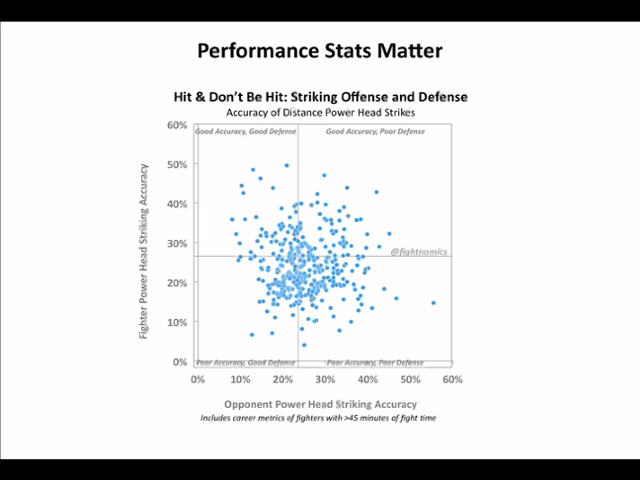 Performance Stats Matter
Hit & Don't Be Hit: Striking Offense and Defense
Accuracy of Distance Power Head Strikes
Good Accuracy, Good Defense
Good Accuracy, Poor Defense
Fighter Power Head Striking Accuracy
60%
50%
40%
30%
20%
10%
0%
@fightnomics
Poor Accuracy, Good Defense
Poor Accuracy, Poor Defense
0% 10% 20% 30% 40% 50% 60%
Opponent Power Head Striking Accuracy
Includes career metrics of fighters with >45 minutes of fight time